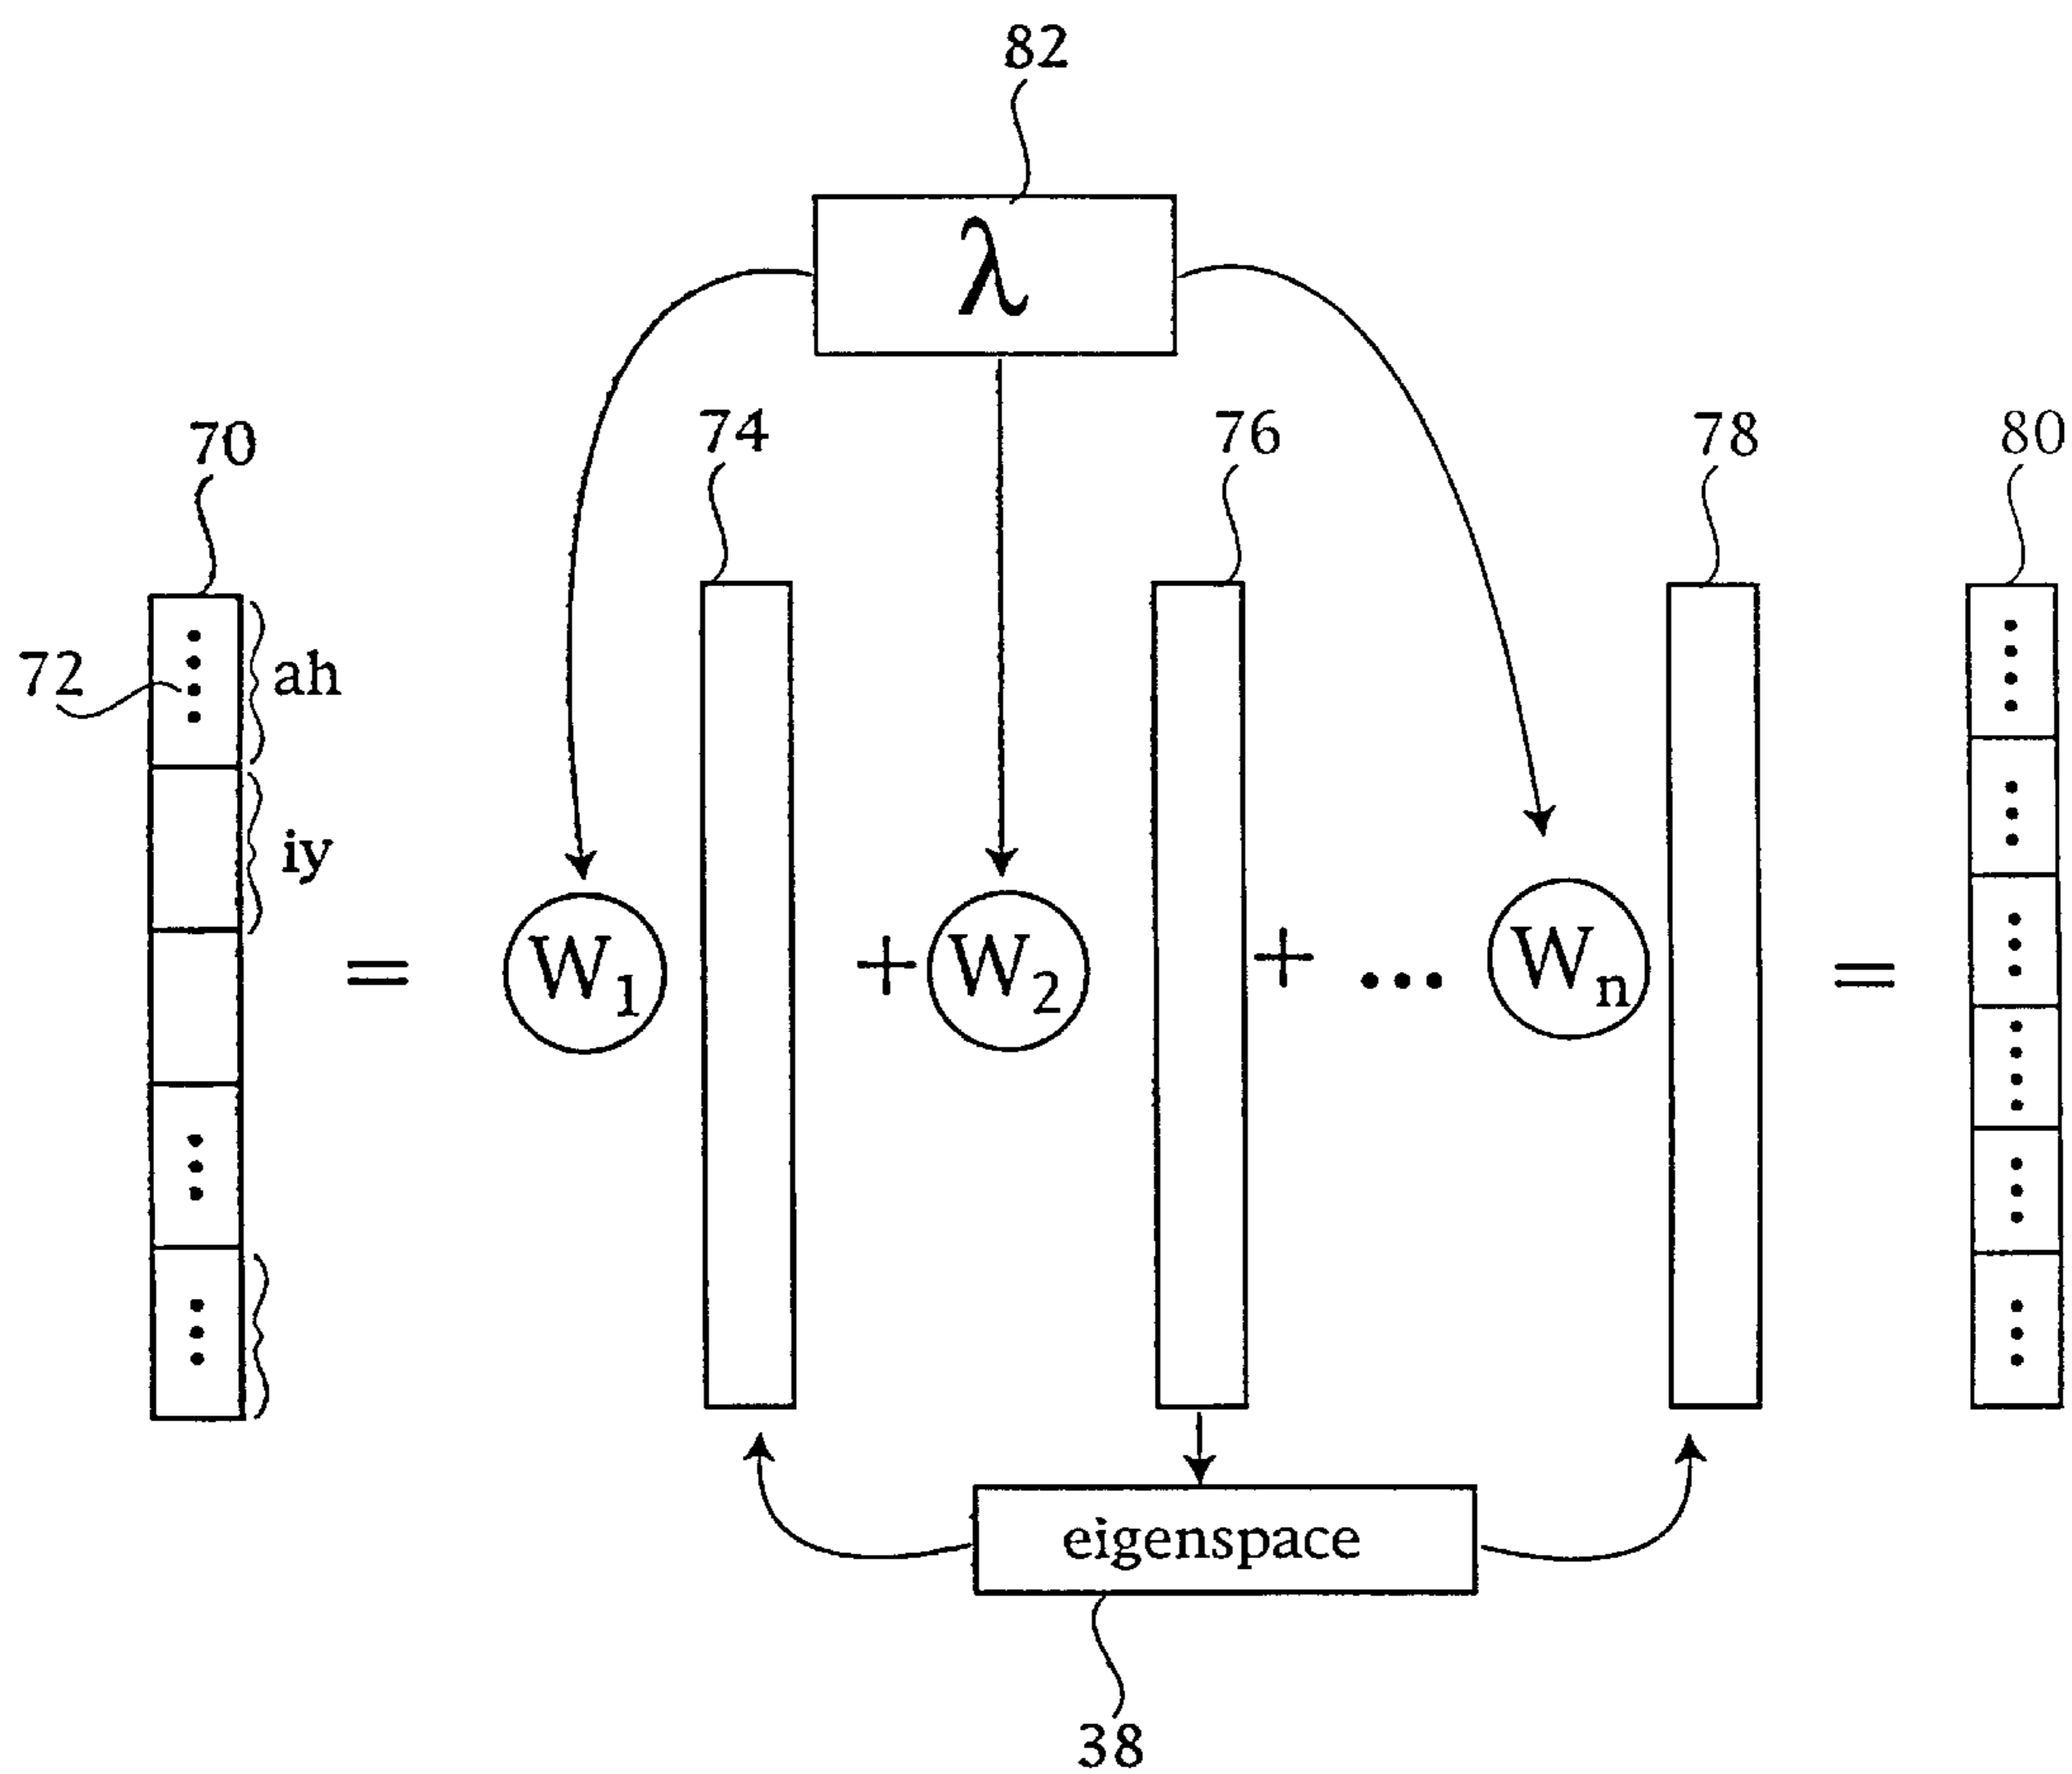 82
λ
70
74
76
78
80
72
ah
iy
= W1 + W2 + ... Wn =
eigenspace
38